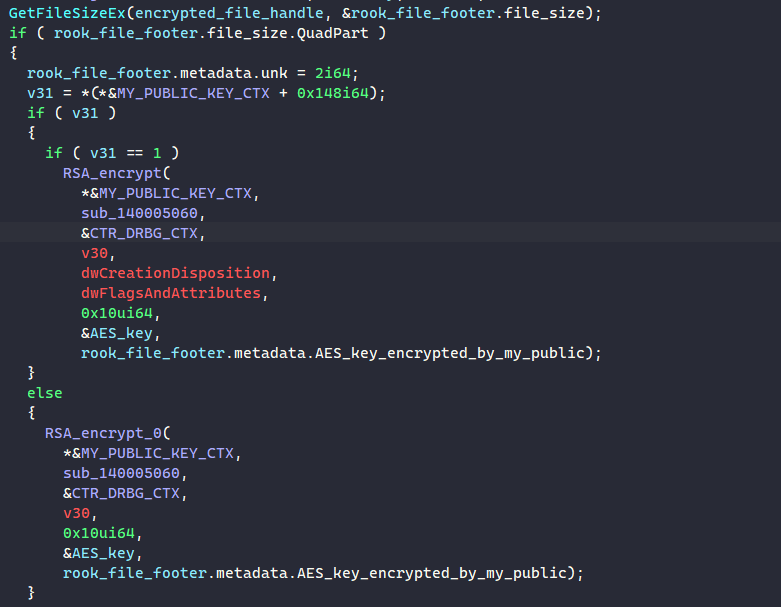 GetFileSizeEx(encrypted_file_handle, &rook_file_footer.file_size);
if ( rook_file_footer.file_size.QuadPart )
{
rook_file_footer.metadata.unk = 2i64;
v31 = *(*&MY_PUBLIC_KEY_CTX + 0x148i64);
if ( v31 )
{
if ( v31 == 1 )
RSA_encrypt(
*&MY_PUBLIC_KEY_CTX,
sub_140005060,
&CTR_DRBG_CTX,
v30,
dwCreationDisposition,
dwFlagsAndAttributes,
0x10ui64,
&AES_key,
rook_file_footer.metadata.AES_key_encrypted_by_my_public);
}
else
{
RSA_encrypt_0(
*&MY_PUBLIC_KEY_CTX,
sub_140005060,
&CTR_DRBG_CTX,
v30,
0x10ui64,
&AES_key,
rook_file_footer.metadata.AES_key_encrypted_by_my_public);
}